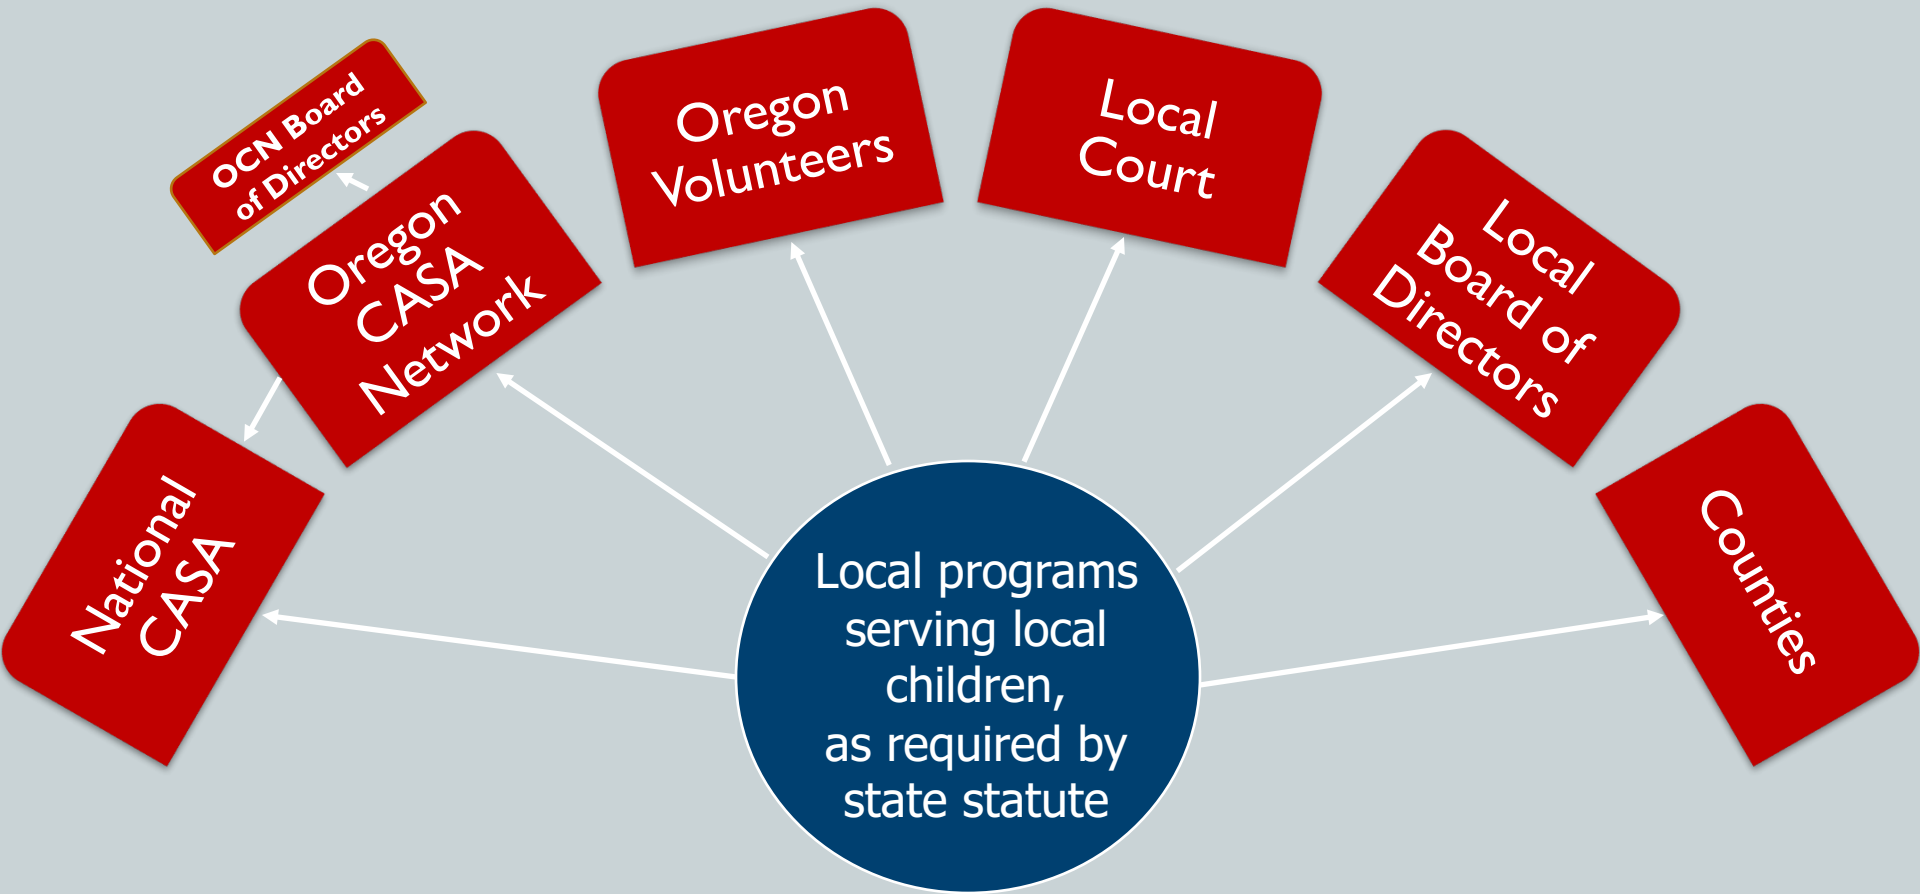 OCN Board
of Directors
Oregon
CASA
Network
National
CASA
Oregon
Volunteers
Local
Court
Local
Board of
Directors
Counties
Local programs
serving local
children,
as required by
state statute